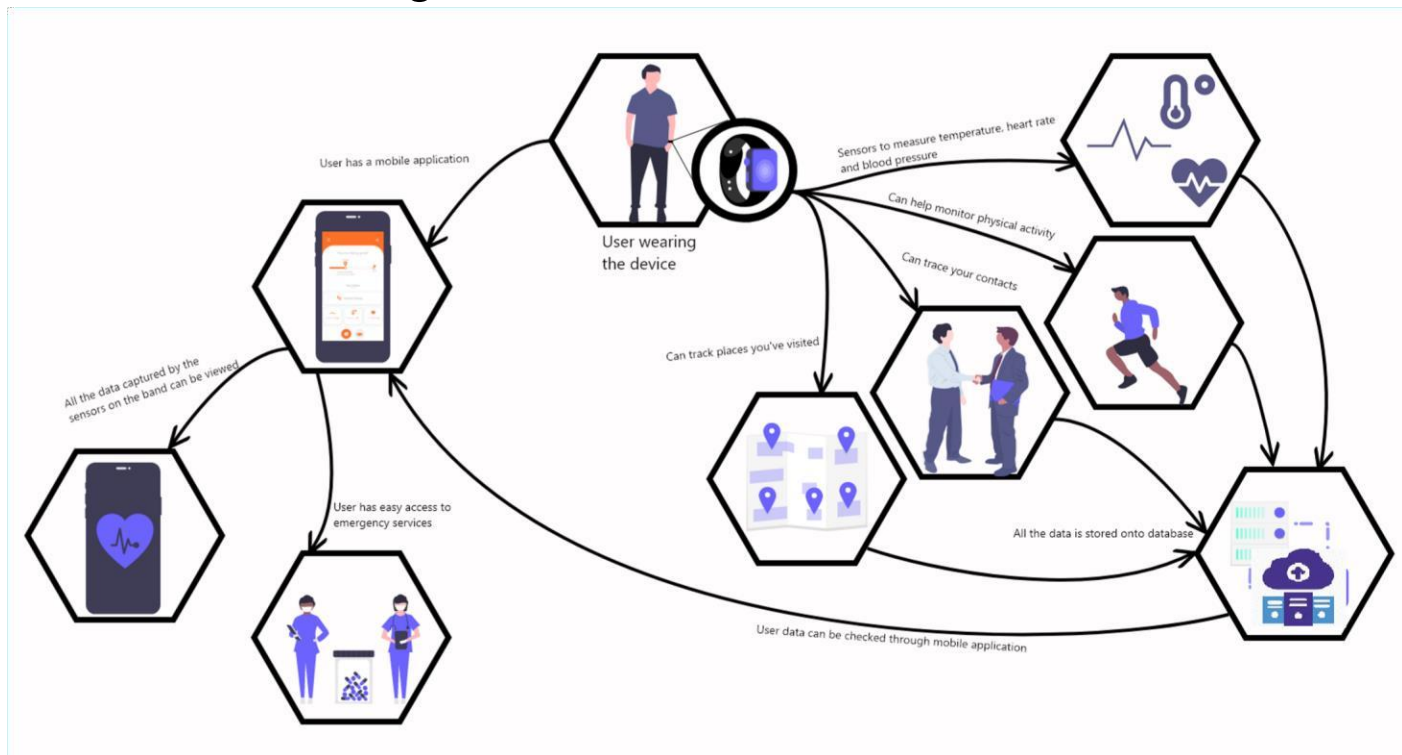 User has a mobile application
User wearing
the device
Sensors to measure temperature, heart rate
and blood pressure
Can help monitor physical activity
Can trace your contacts
Can track places you've visited
All the data captured by the
sensors on the band can be viewed
User has easy access to
emergency services
All the data is stored onto database
User data can be checked through mobile application